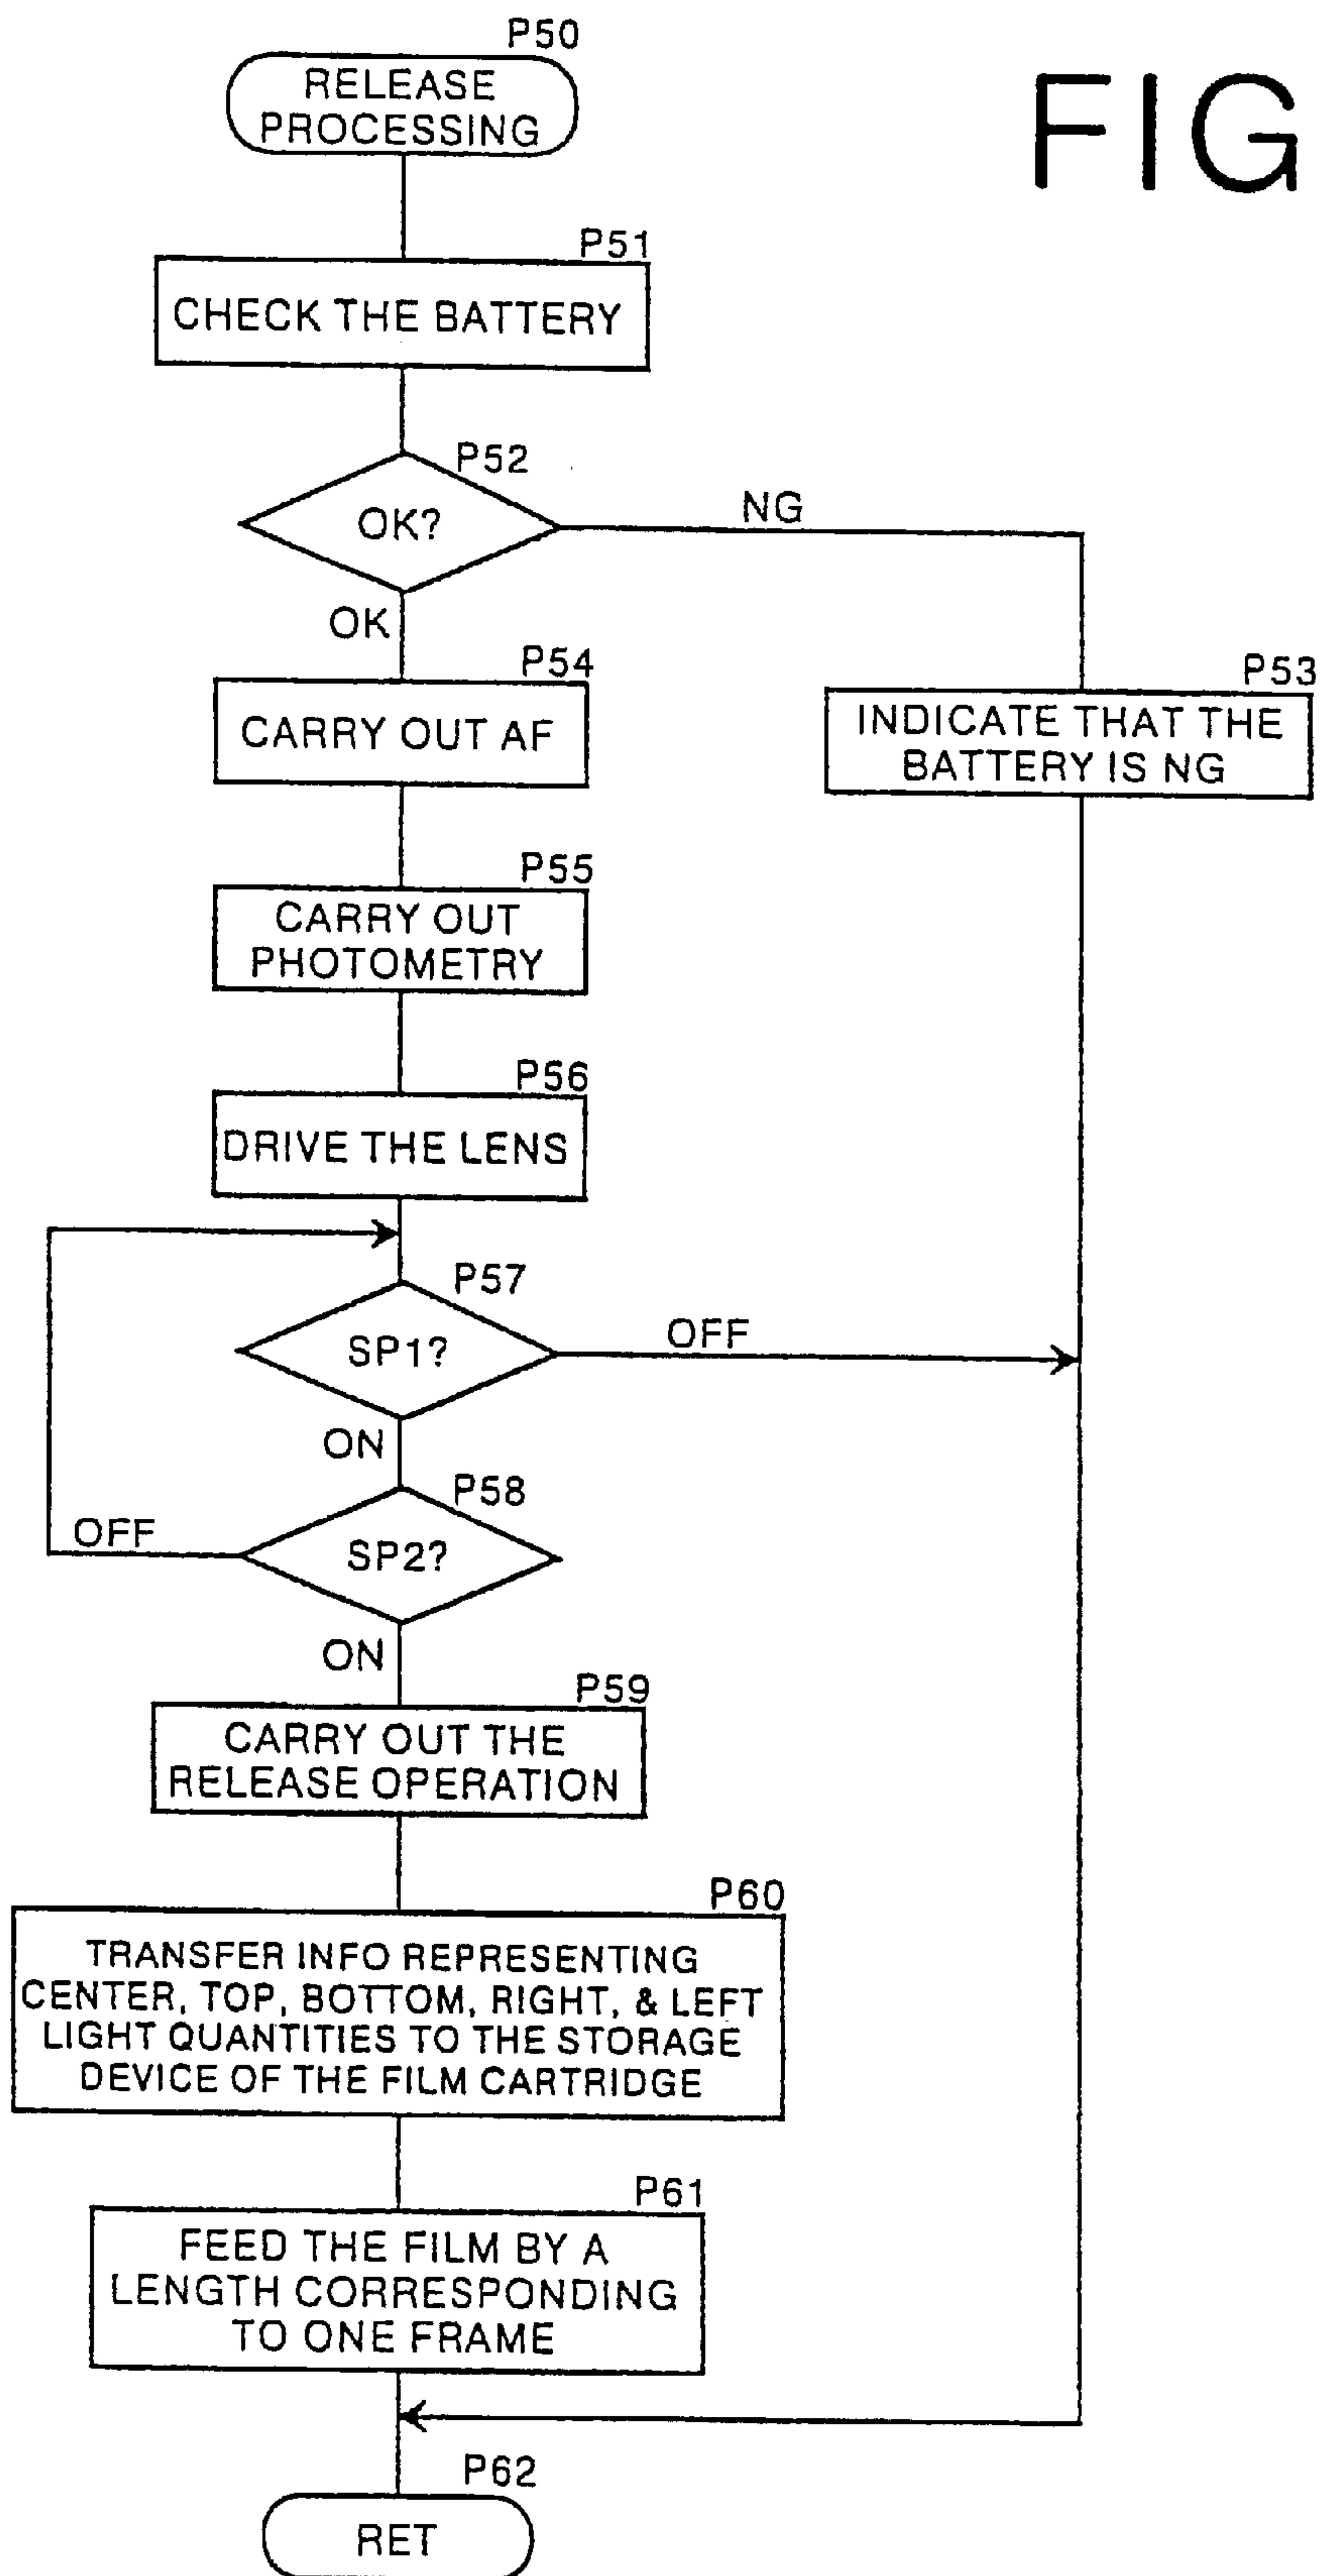 P50
FIG
RELEASE
PROCESSING
P51
CHECK THE BATTERY
P52
OK?
NG
OK
P54
CARRY OUT AF
P53
INDICATE THAT THE
BATTERY IS NG
P55
CARRY OUT
PHOTOMETRY
P56
DRIVE THE LENS
P57
SP1?
OFF
ON
P58
SP2?
OFF
ON
P59
CARRY OUT THE
RELEASE OPERATION
P60
TRANSFER INFO REPRESENTING
CENTER, TOP, BOTTOM, RIGHT, & LEFT
LIGHT QUANTITIES TO THE STORAGE
DEVICE OF THE FILM CARTRIDGE
P61
FEED THE FILM BY A
LENGTH CORRESPONDING
TO ONE FRAME
P62
RET